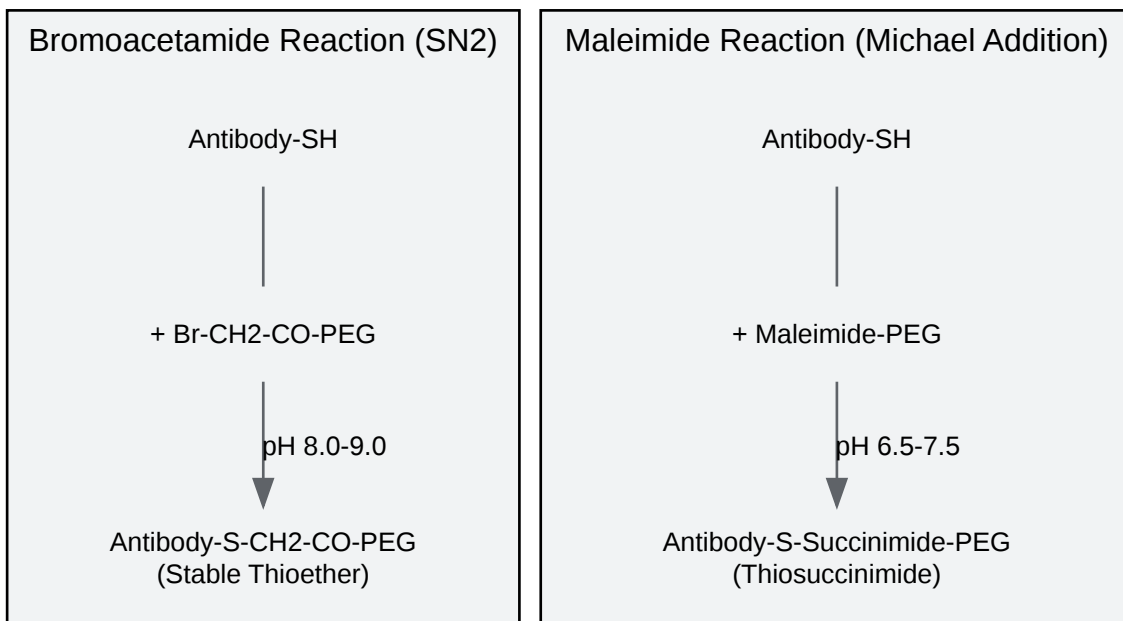 Bromoacetamide Reaction (SN2)
Antibody-SH
+ Br-CH2-CO-PEG
pH 8.0-9.0
Antibody-S-CH2-CO-PEG
(Stable Thioether)
Maleimide Reaction (Michael Addition)
Antibody-SH
+ Maleimide-PEG
pH 6.5-7.5
Antibody-S-Succinimide-PEG
(Thiosuccinimide)